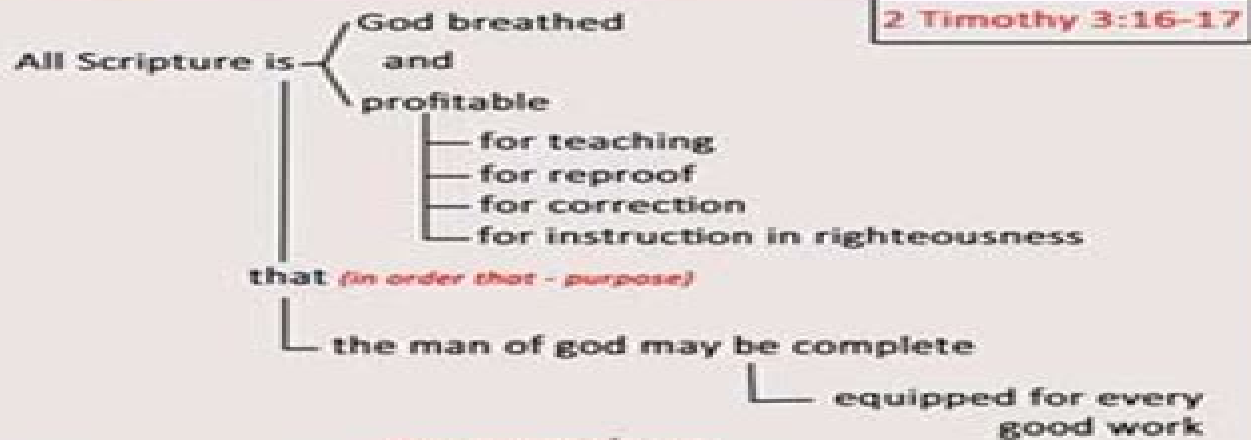 God breathed
2 Timothy 3:16-17
All Scripture is
and
profitable
for teaching
for reproof
for correction
for instruction in righteousness
that (in order that - purpose)
the man of god may be complete
equipped for every
good work